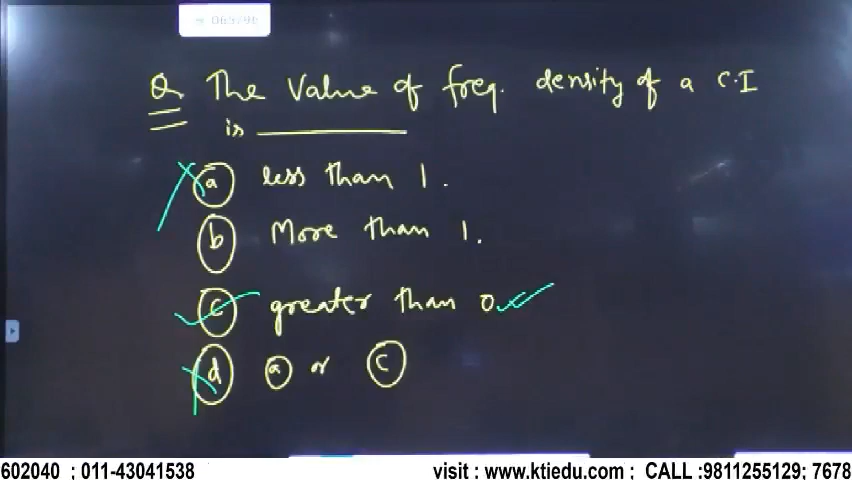 Q. The Value of freq. density of a C.I
is ________
(a) less than 1.
(b) More than 1.
(c) greater than 0
(d) (a) or (c)
602040 ; 011-43041538 visit : www.ktiedu.com ; CALL :9811255129; 7678